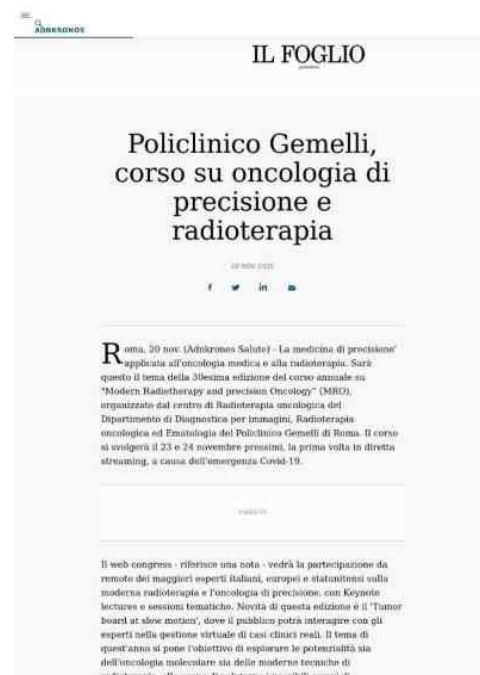 ADNKRONOS
IL FOGLIO
quotidiano
Policlinico Gemelli,
corso su oncologia di
precisione e
radioterapia
20 NOV 2020
Roma, 20 nov. (Adnkronos Salute) - La medicina di precisione'
applicata all'oncologia medica e alla radioterapia. Sarà
questo il tema della 30esima edizione del corso annuale su
"Modern Radiotherapy and precision Oncology" (MRO),
organizzato dal centro di Radioterapia oncologica del
Dipartimento di Diagnostica per immagini, Radioterapia
oncologica ed Ematologia del Policlinico Gemelli di Roma. Il corso
si svolgerà il 23 e 24 novembre prossimi, la prima volta in diretta
streaming, a causa dell'emergenza Covid-19.
Il web congress - riferisce una nota - vedrà la partecipazione da
remoto dei maggiori esperti italiani, europei e statunitensi sulla
moderna radioterapia e l'oncologia di precisione, con Keynote
lectures e sessioni tematiche. Novità di questa edizione è il 'Tumor
board at slow motion', dove il pubblico potrà interagire con gli
esperti nella gestione virtuale di casi clinici reali. Il tema di
quest'anno si pone l'obiettivo di esplorare le potenzialità sia
dell'oncologia molecolare sia delle moderne tecniche di